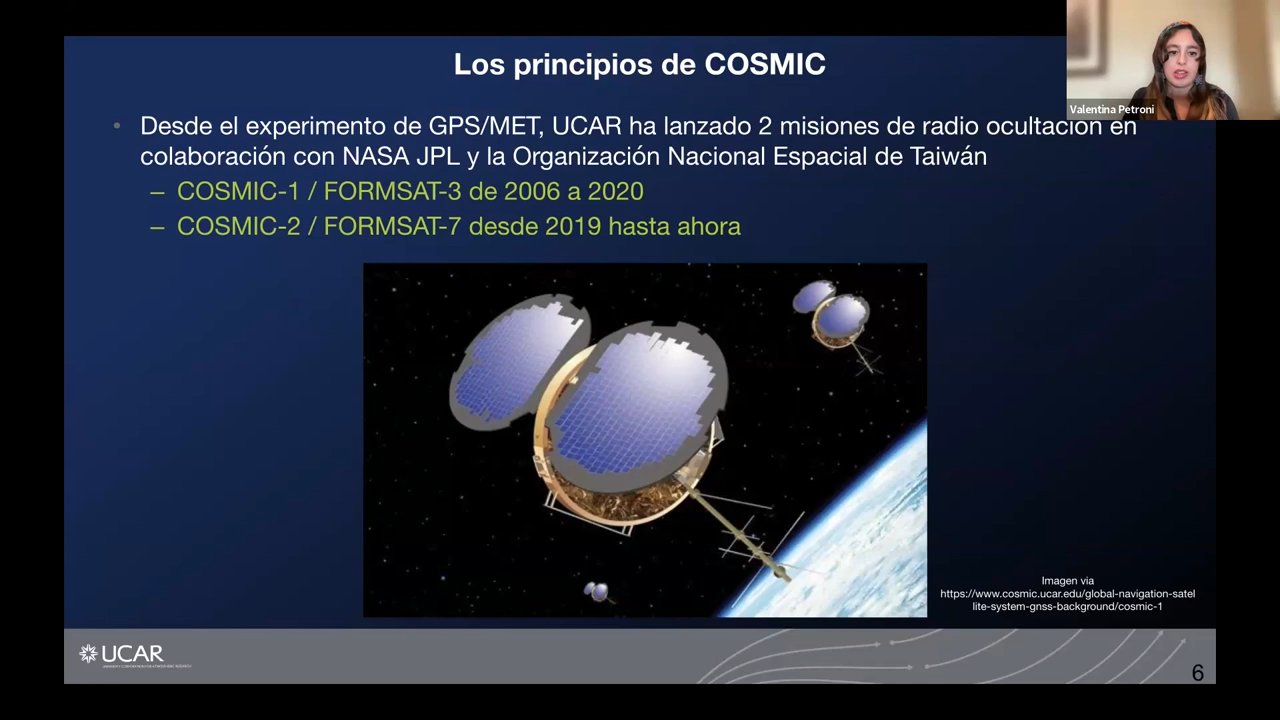 Los principios de COSMIC
Valentina Petroni
• Desde el experimento de GPS/MET, UCAR ha lanzado 2 misiones de radio ocultación en
colaboración con NASA JPL y la Organización Nacional Espacial de Taiwán
– COSMIC-1 / FORMSAT-3 de 2006 a 2020
– COSMIC-2 / FORMSAT-7 desde 2019 hasta ahora
Imagen via
https://www.cosmic.ucar.edu/global-navigation-satel
lite-system-gnss-background/cosmic-1
UCAR
6